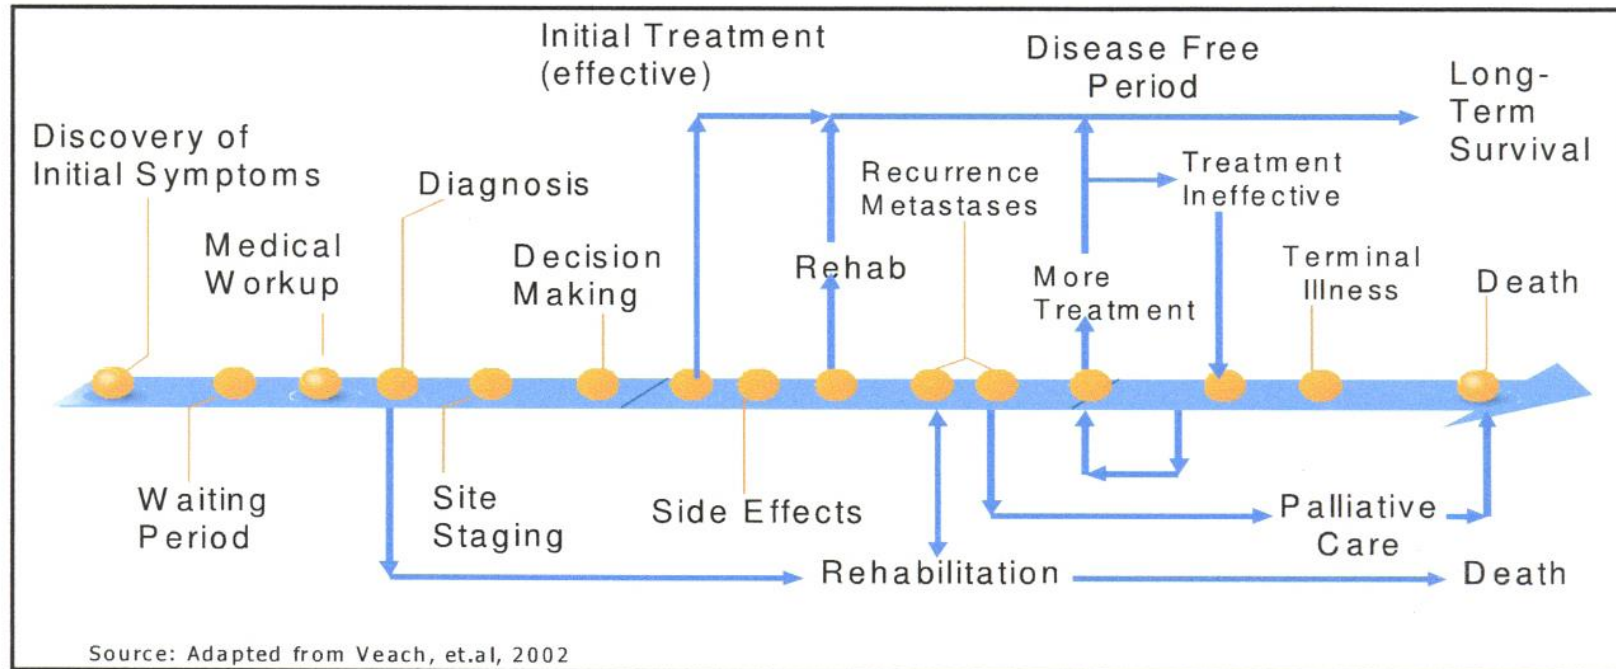 Initial Treatment
(effective)
Disease Free
Period
Long-
Term
Survival
Discovery of
Initial Symptoms
Diagnosis
Recurrence
Metastases
Treatment
Ineffective
Medical
Workup
Decision
Making
Rehab
More
Treatment
Terminal
Illness
Death
Waiting
Period
Site
Staging
Side Effects
Palliative
Care
Rehabilitation
Death
Source: Adapted from Veach, et.al, 2002